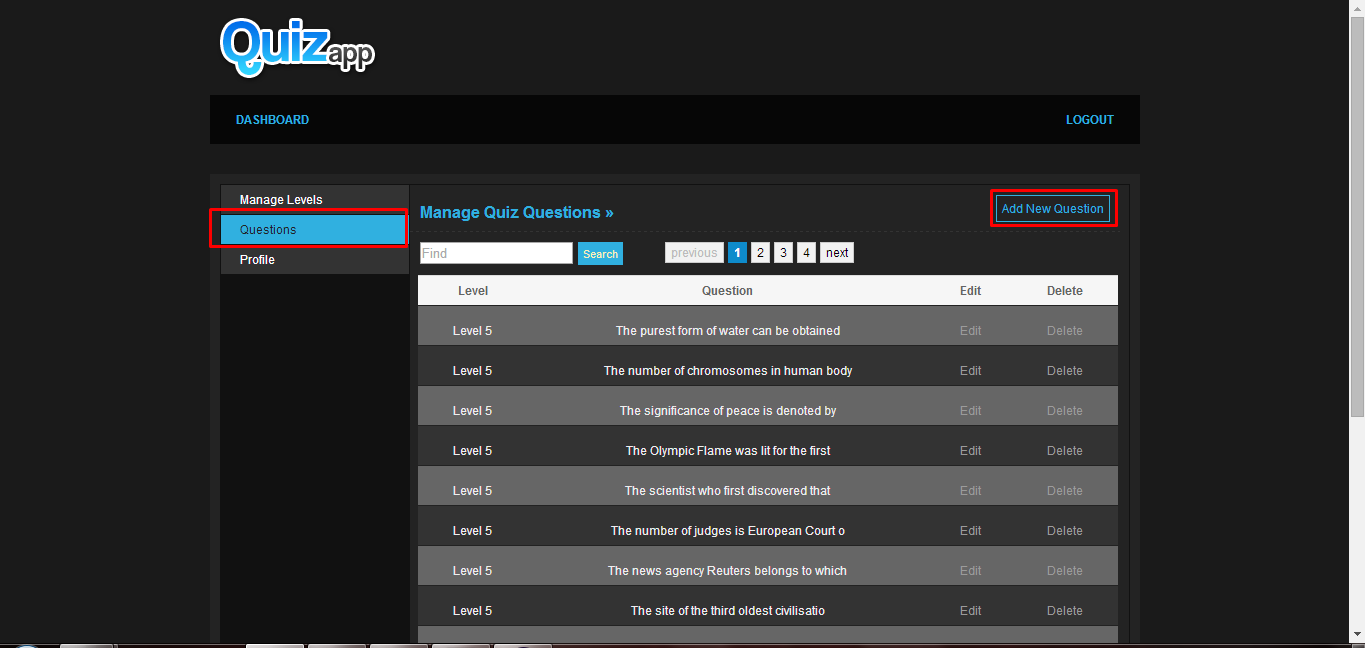 Quizapp
DASHBOARD LOGOUT
Manage Levels
Questions
Profile
Manage Quiz Questions »
Add New Question
Find Search previous 1 2 3 4 next
Level Question Edit Delete
Level 5 The purest form of water can be obtained Edit Delete
Level 5 The number of chromosomes in human body Edit Delete
Level 5 The significance of peace is denoted by Edit Delete
Level 5 The Olympic Flame was lit for the first Edit Delete
Level 5 The scientist who first discovered that Edit Delete
Level 5 The number of judges is European Court o Edit Delete
Level 5 The news agency Reuters belongs to which Edit Delete
Level 5 The site of the third oldest civilisatio Edit Delete